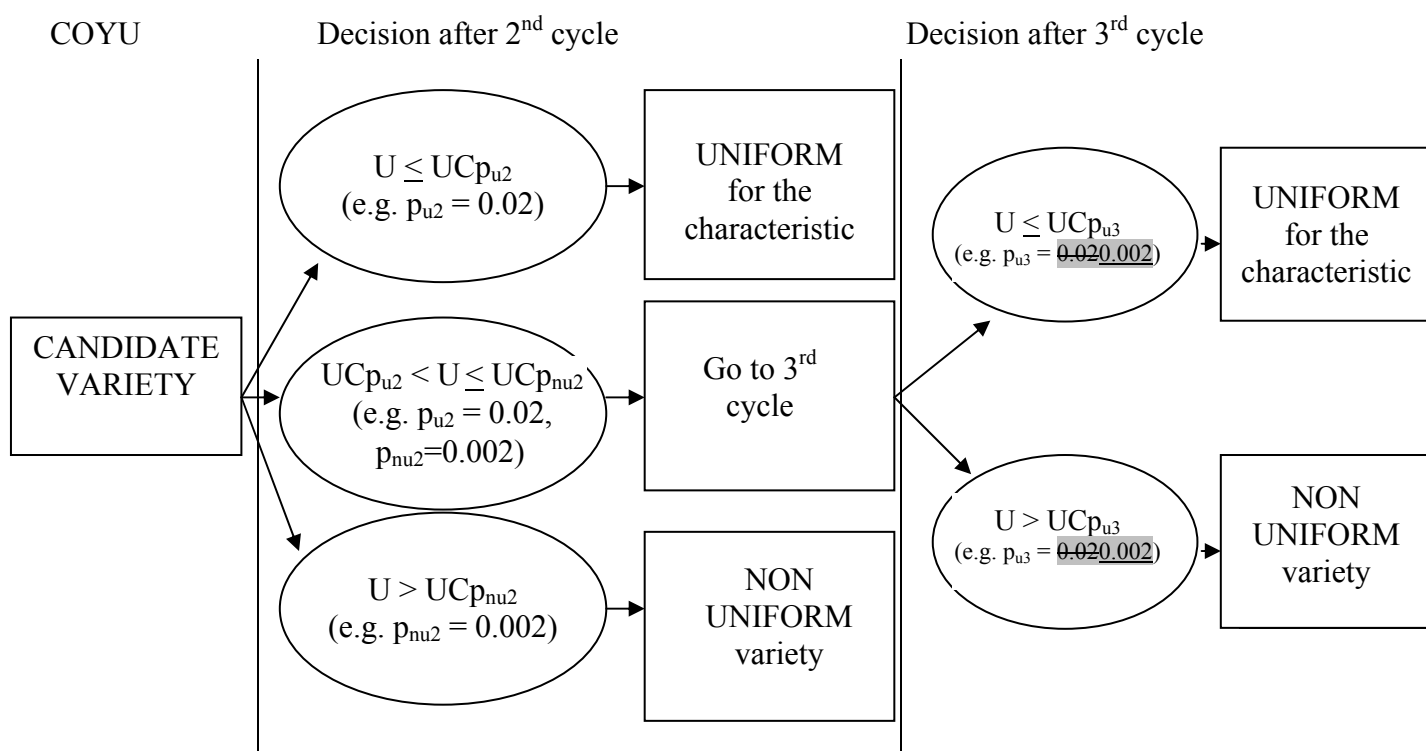 COYU
Decision after 2nd cycle
Decision after 3rd cycle
CANDIDATE
VARIETY
U ≤ UCpu2
(e.g. pu2 = 0.02)
UNIFORM
for the
characteristic
UCpu2 < U ≤ UCpnu2
(e.g. pu2 = 0.02,
pnu2=0.002)
Go to 3rd
cycle
U > UCpnu2
(e.g. pnu2 = 0.002)
NON
UNIFORM
variety
U ≤ UCpu3
(e.g. pu3 = 0.020.002)
UNIFORM
for the
characteristic
U > UCpu3
(e.g. pu3 = 0.020.002)
NON
UNIFORM
variety